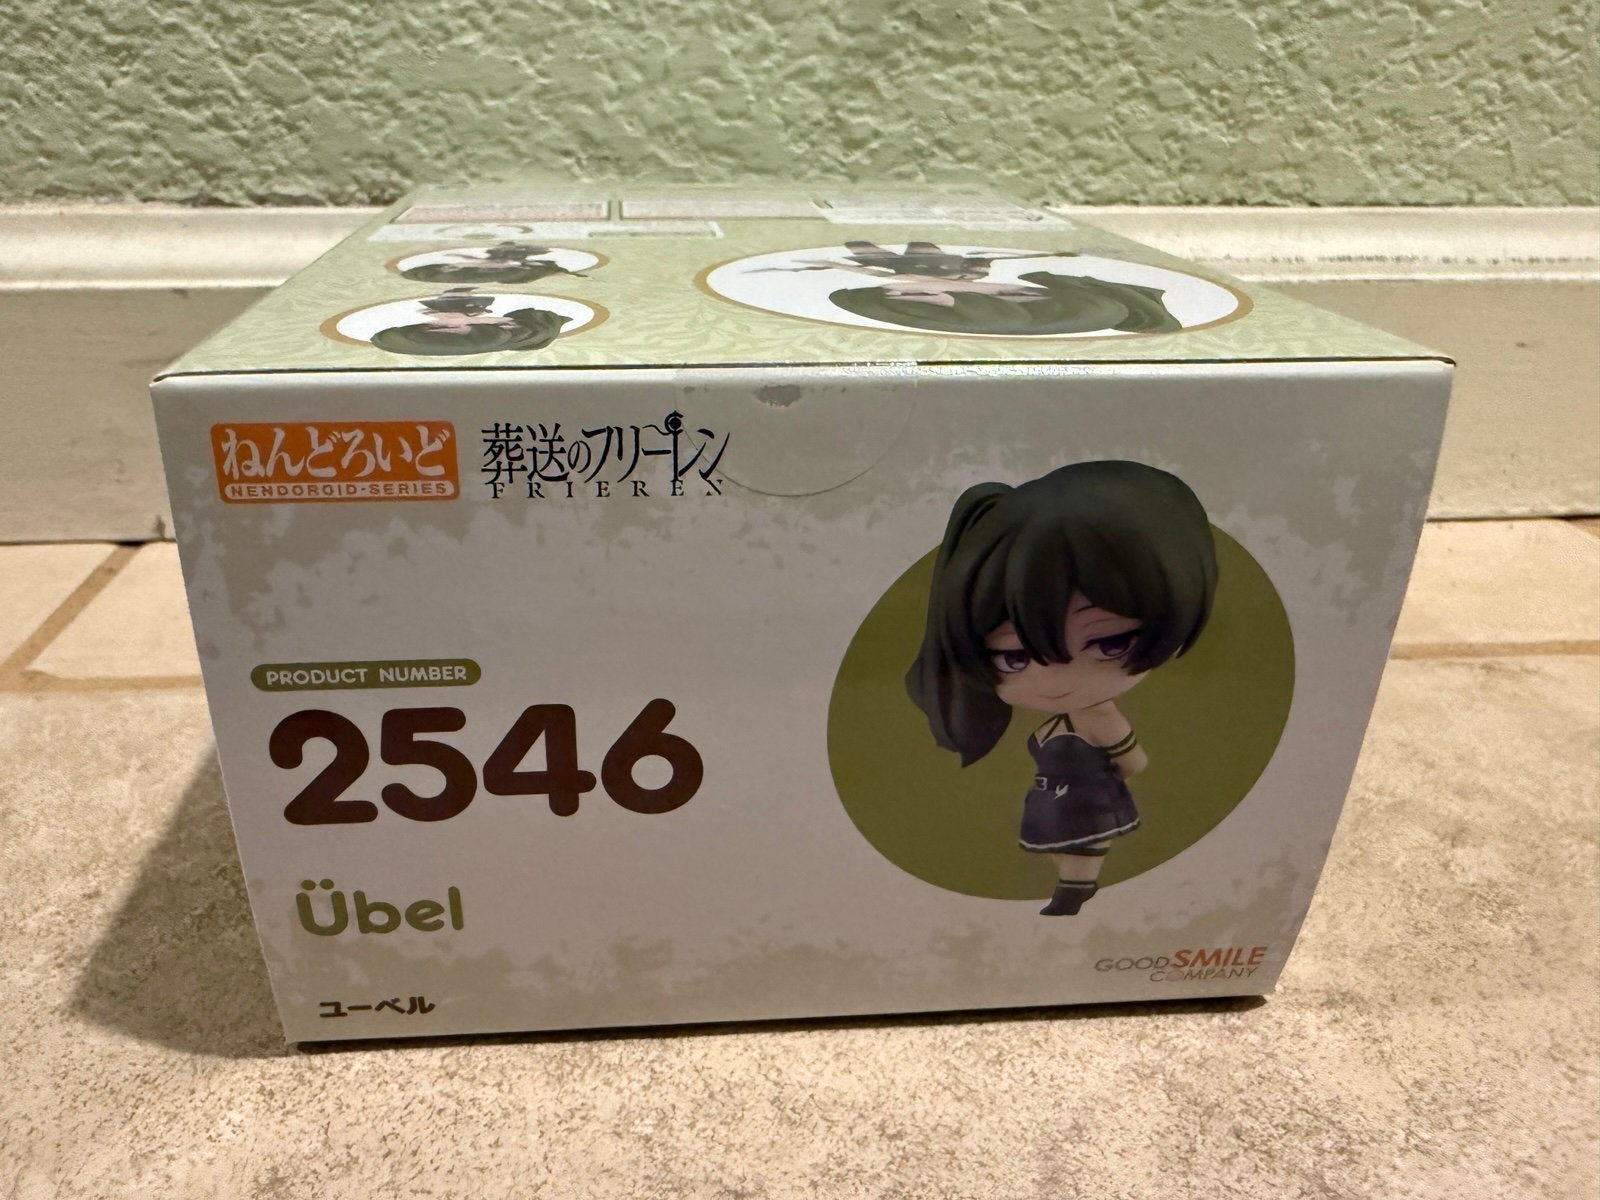 ねんどろいど
NENDOROID-SERIES
葬送のフリーレン
FRIEREN
PRODUCT NUMBER
2546
Übel
ユーベル
GOOD SMILE
COMPANY